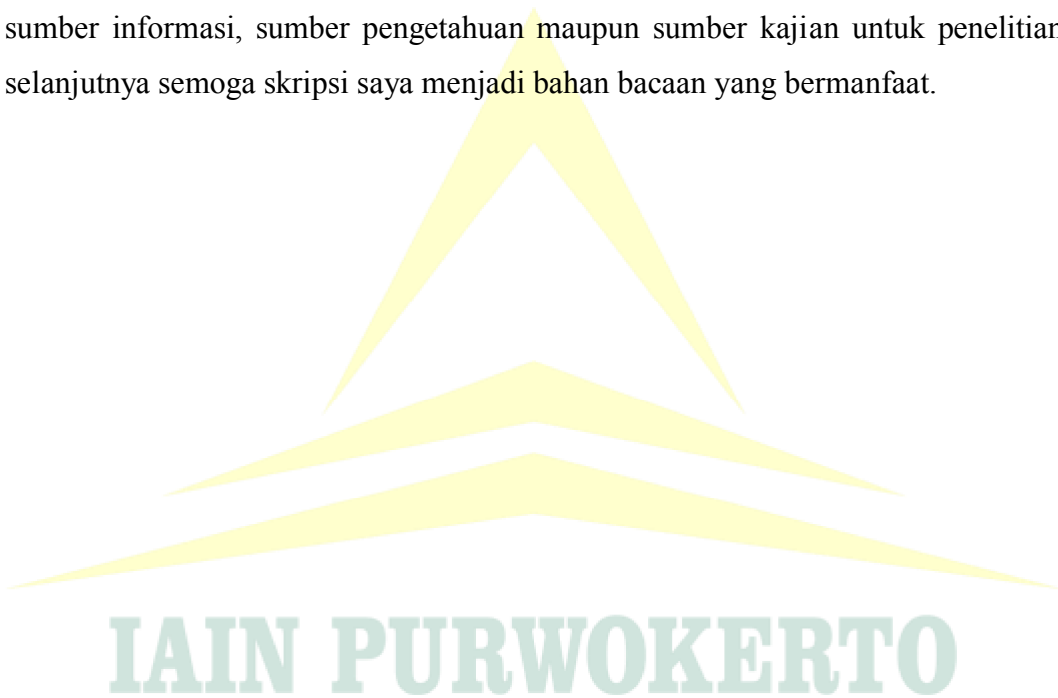 sumber informasi, sumber pengetahuan maupun sumber kajian untuk penelitian
selanjutnya semoga skripsi saya menjadi bahan bacaan yang bermanfaat.
IAIN PURWOKERTO